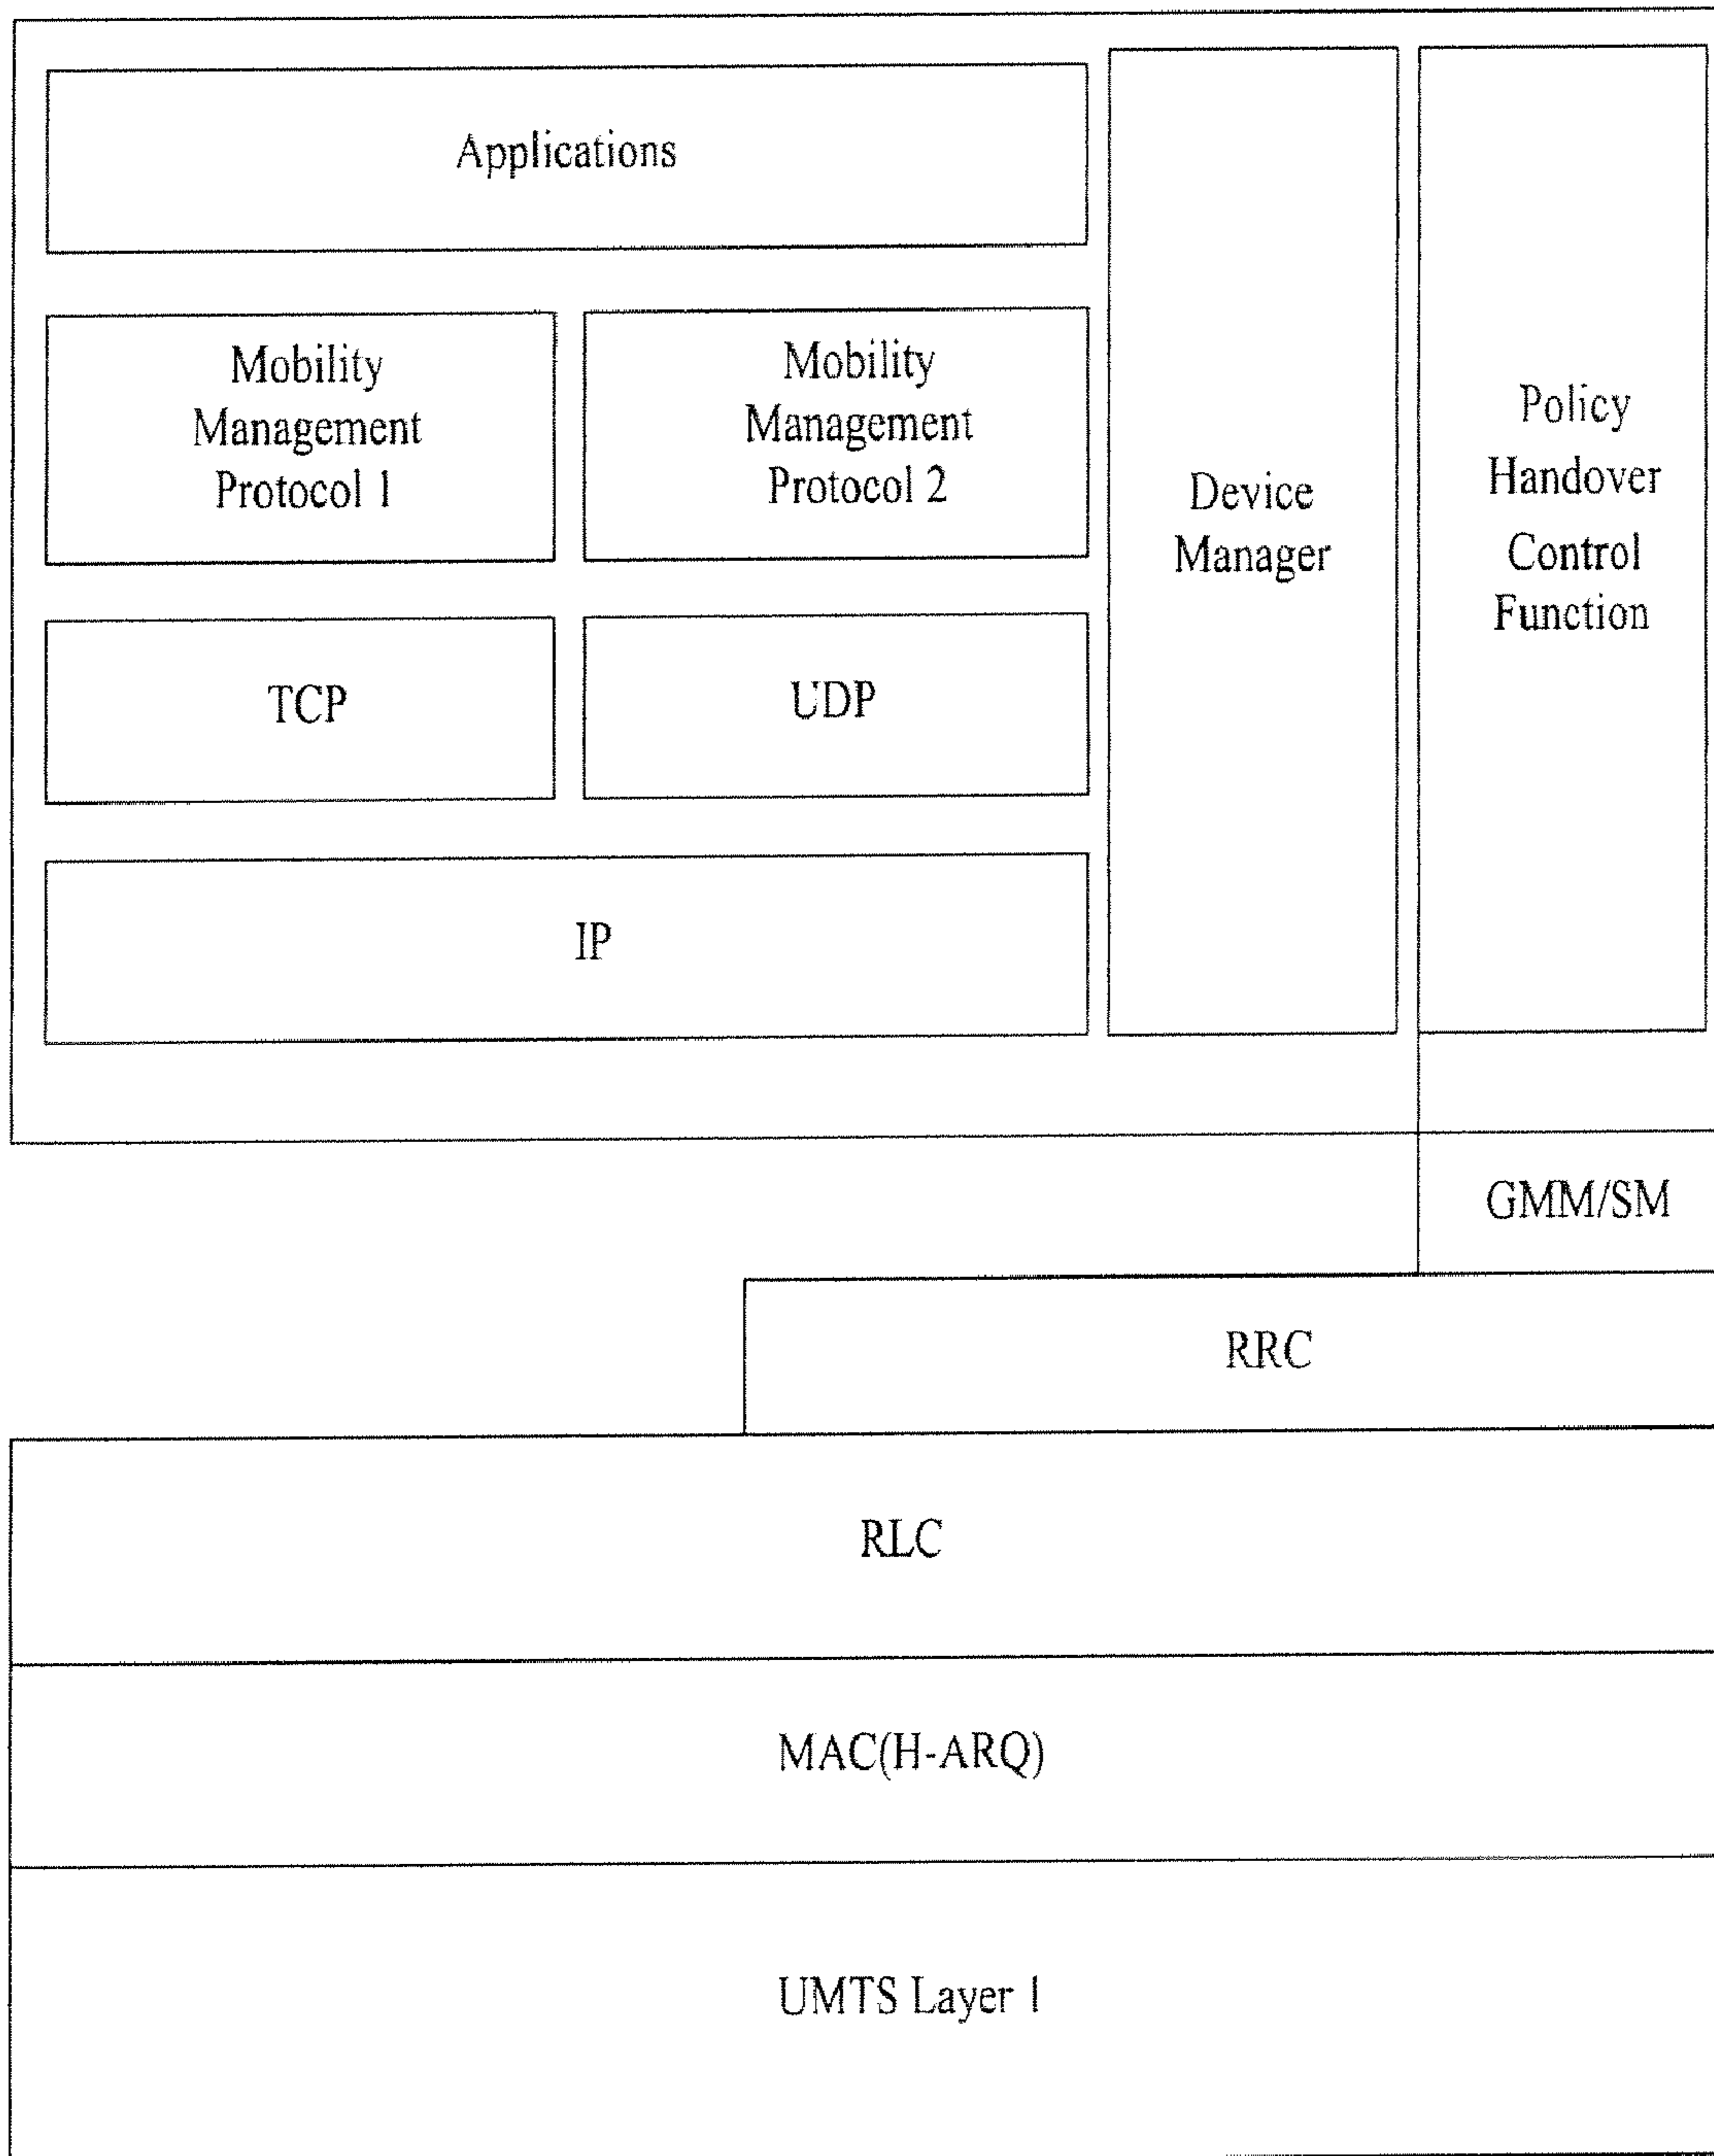 Applications
Mobility
Management
Protocol 1
Mobility
Management
Protocol 2
Device
Manager
Policy
Handover
Control
Function
TCP
UDP
IP
GMM/SM
RRC
RLC
MAC(H-ARQ)
UMTS Layer 1